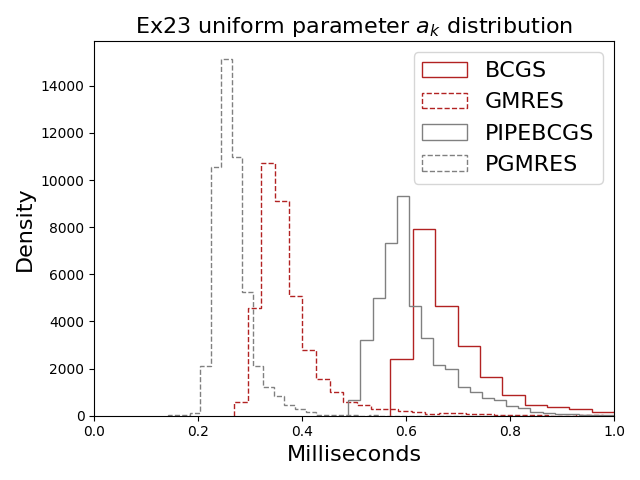 Ex23 uniform parameter $a_k$ distribution
BCGS
GMRES
PIPEBCGS
PGMRES
Density
14000
12000
10000
8000
6000
4000
2000
0
0.0 0.2 0.4 0.6 0.8 1.0
Milliseconds